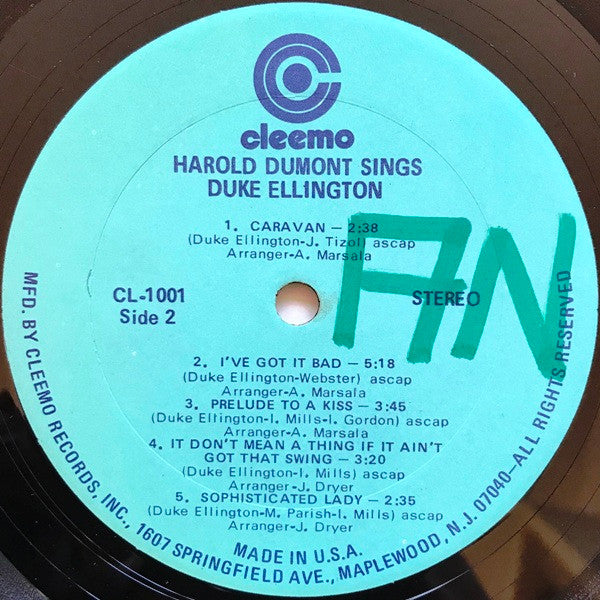 cleemo
HAROLD DUMONT SINGS
DUKE ELLINGTON
1. CARAVAN — 2:38
(Duke Ellington-J. Tizol) ascap
Arranger-A. Marsala
CL-1001
Side 2
STEREO
FN
2. I'VE GOT IT BAD — 5:18
(Duke Ellington-Webster) ascap
Arranger-A. Marsala
3. PRELUDE TO A KISS — 3:45
(Duke Ellington-I. Mills-I. Gordon) ascap
Arranger-A. Marsala
4. IT DON'T MEAN A THING IF IT AIN'T
GOT THAT SWING — 3:20
(Duke Ellington-I. Mills) ascap
Arranger-J. Dryer
5. SOPHISTICATED LADY — 2:35
(Duke Ellington-M. Parish-I. Mills) ascap
Arranger-J. Dryer
MADE IN U.S.A.
MFD. BY CLEEMO RECORDS, INC., 1607 SPRINGFIELD AVE., MAPLEWOOD, N.J. 07040—ALL RIGHTS RESERVED